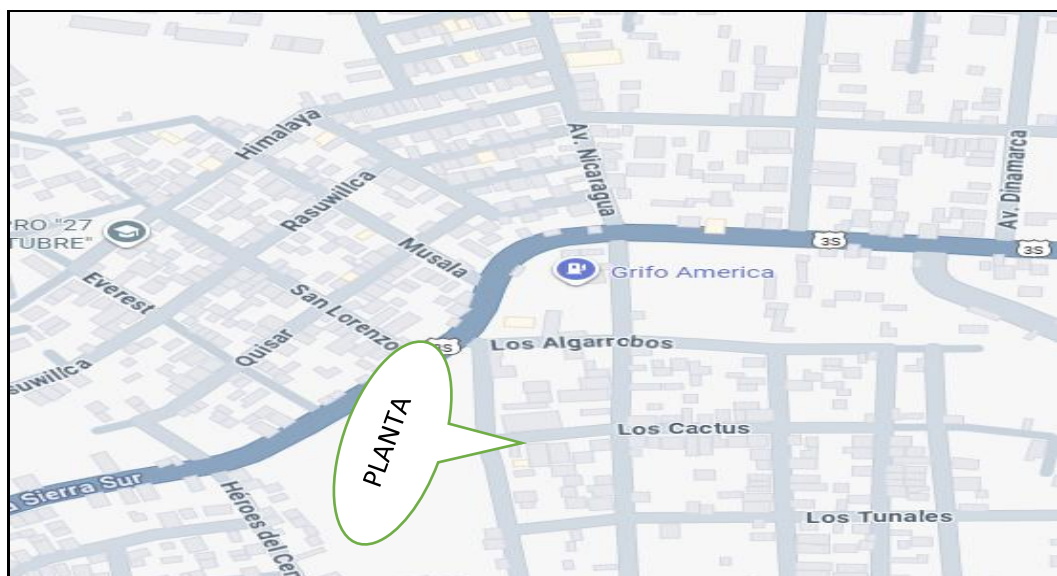 Himalaya
Av. Nicaragua
Av. Dinamarca
Rasuwillca
RO "27
TUBRE"
Musala
3S
3S
Grifo America
Everest
San Lorenzo
Quisar
3S
Los Algarrobos
suwillca
PLANTA
Los Cactus
Sierra Sur
Héroes del Cen
Los Tunales